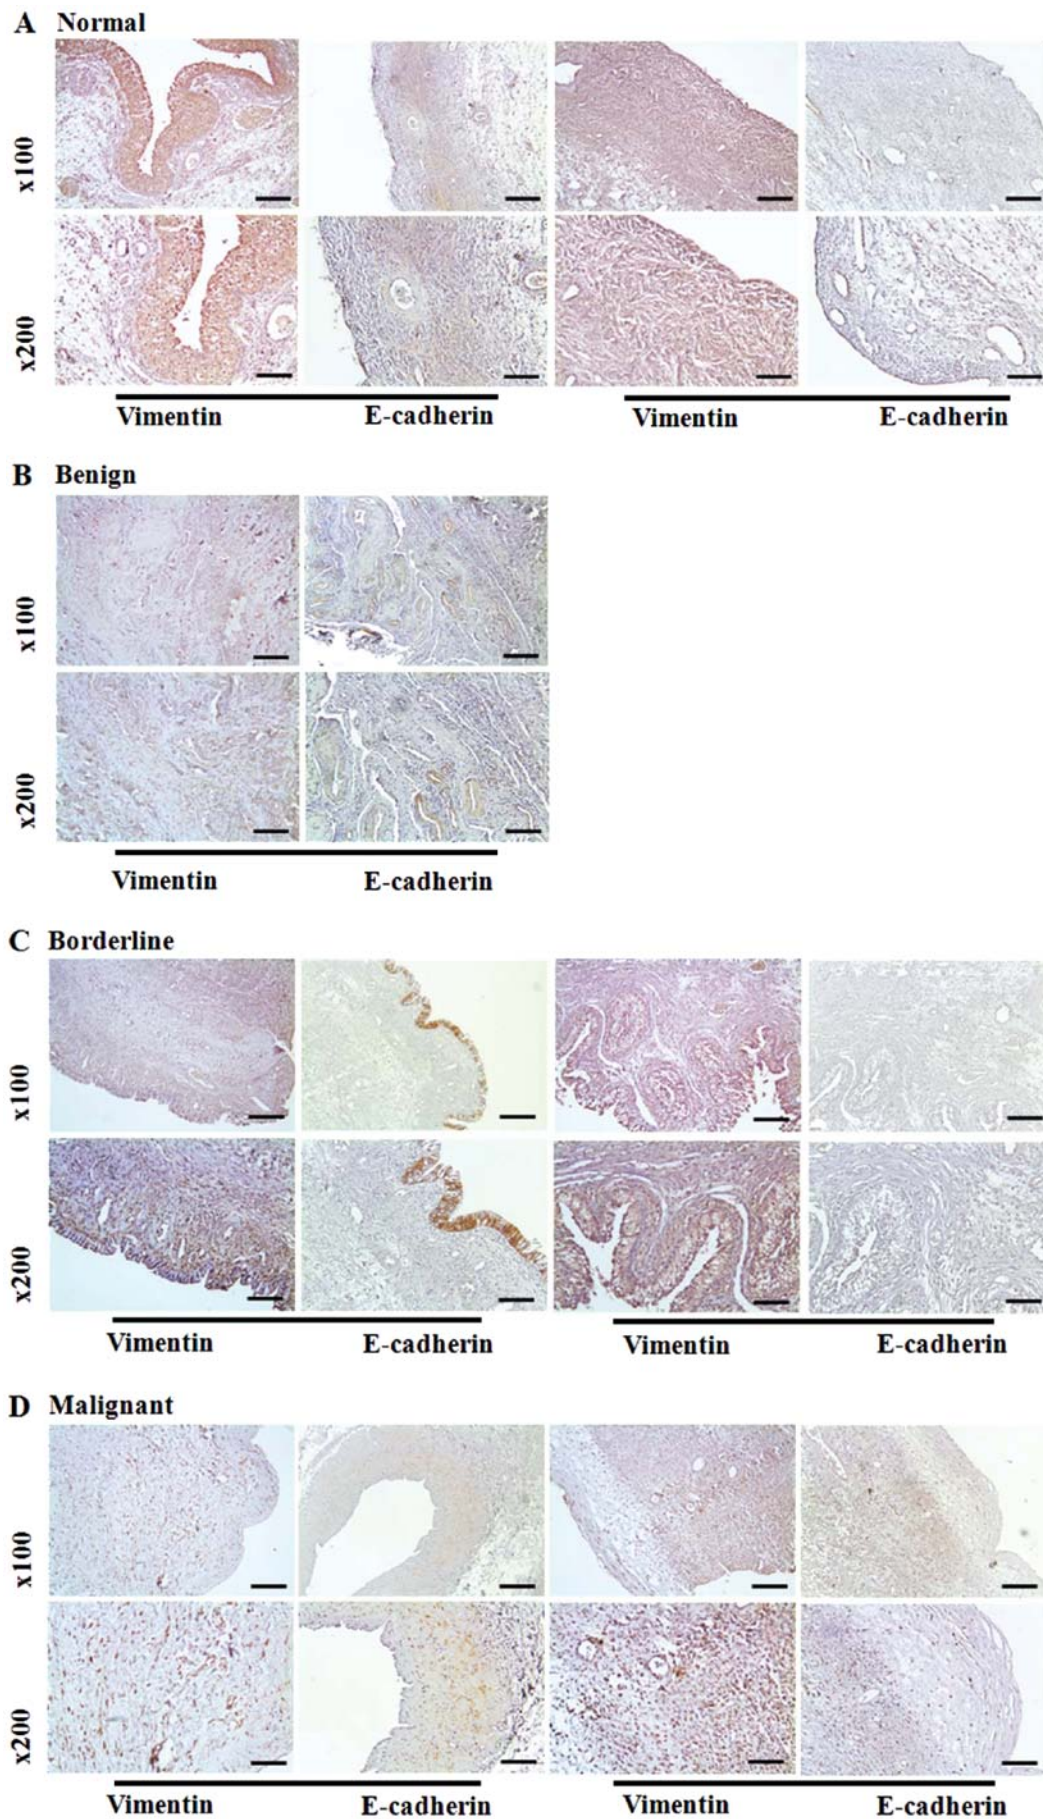 A Normal
x100
x200
Vimentin E-cadherin Vimentin E-cadherin
B Benign
x100
x200
Vimentin E-cadherin
C Borderline
x100
x200
Vimentin E-cadherin Vimentin E-cadherin
D Malignant
x100
x200
Vimentin E-cadherin Vimentin E-cadherin